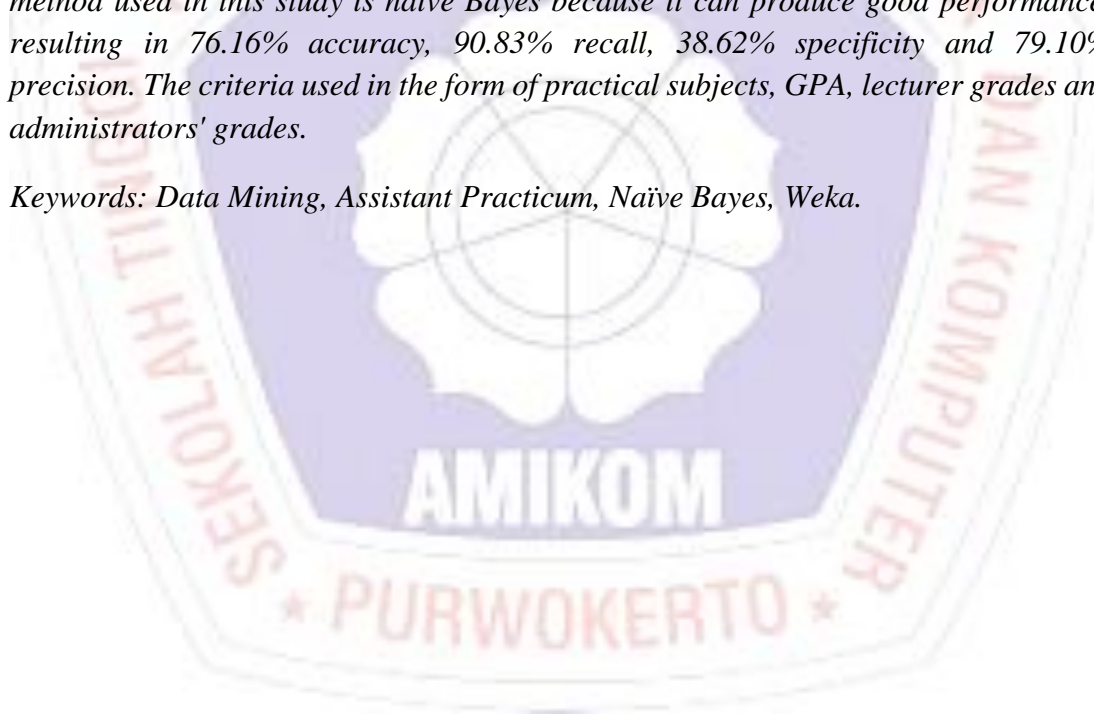 method used in this study is naïve Bayes because it can produce good performance
resulting in 76.16% accuracy, 90.83% recall, 38.62% specificity and 79.10%
precision. The criteria used in the form of practical subjects, GPA, lecturer grades an
administrators' grades.
Keywords: Data Mining, Assistant Practicum, Naïve Bayes, Weka.
SEKOLAH TINGGI
DAN KOMPUTER
AMIKOM
* PURWOKERTO *